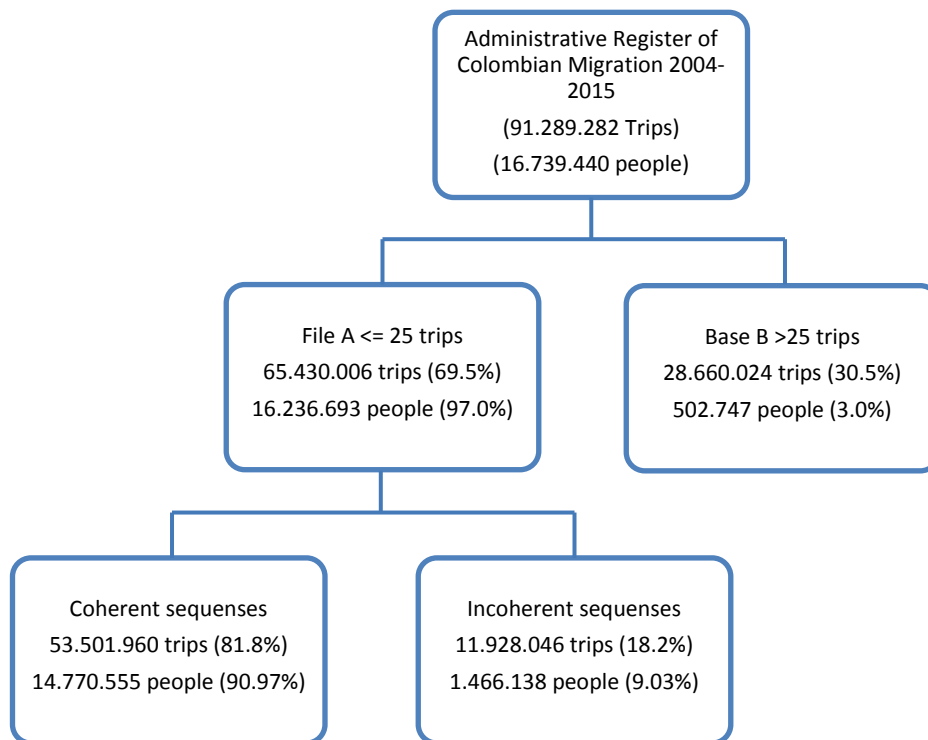 Administrative Register of
Colombian Migration 2004-
2015
(91.289.282 Trips)
(16.739.440 people)
File A <= 25 trips
65.430.006 trips (69.5%)
16.236.693 people (97.0%)
Base B >25 trips
28.660.024 trips (30.5%)
502.747 people (3.0%)
Coherent sequenses
53.501.960 trips (81.8%)
14.770.555 people (90.97%)
Incoherent sequenses
11.928.046 trips (18.2%)
1.466.138 people (9.03%)